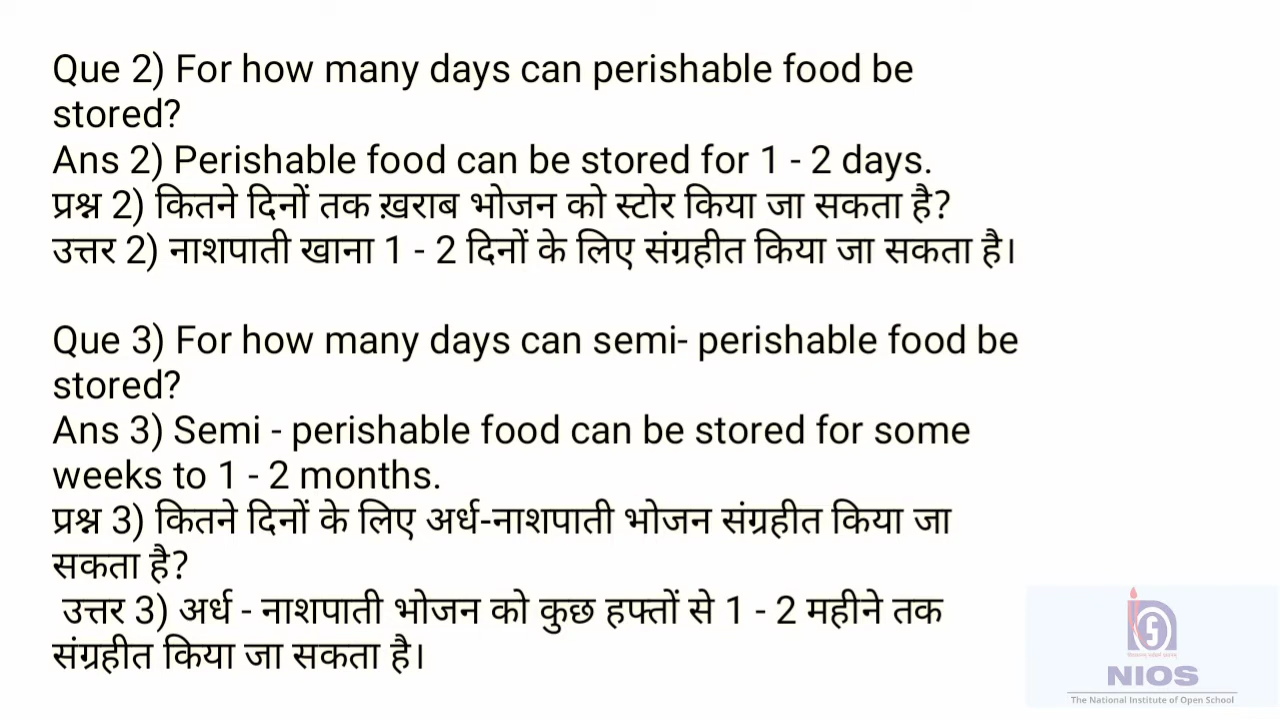 Que 2) For how many days can perishable food be
stored?
Ans 2) Perishable food can be stored for 1 - 2 days.
प्रश्न 2) कितने दिनों तक ख़राब भोजन को स्टोर किया जा सकता है?
उत्तर 2) नाशपाती खाना 1 - 2 दिनों के लिए संग्रहीत किया जा सकता है।
Que 3) For how many days can semi- perishable food be
stored?
Ans 3) Semi - perishable food can be stored for some
weeks to 1 - 2 months.
प्रश्न 3) कितने दिनों के लिए अर्ध-नाशपाती भोजन संग्रहीत किया जा
सकता है?
उत्तर 3) अर्ध - नाशपाती भोजन को कुछ हफ्तों से 1 - 2 महीने तक
संग्रहीत किया जा सकता है।
NIOS
The National Institute of Open School